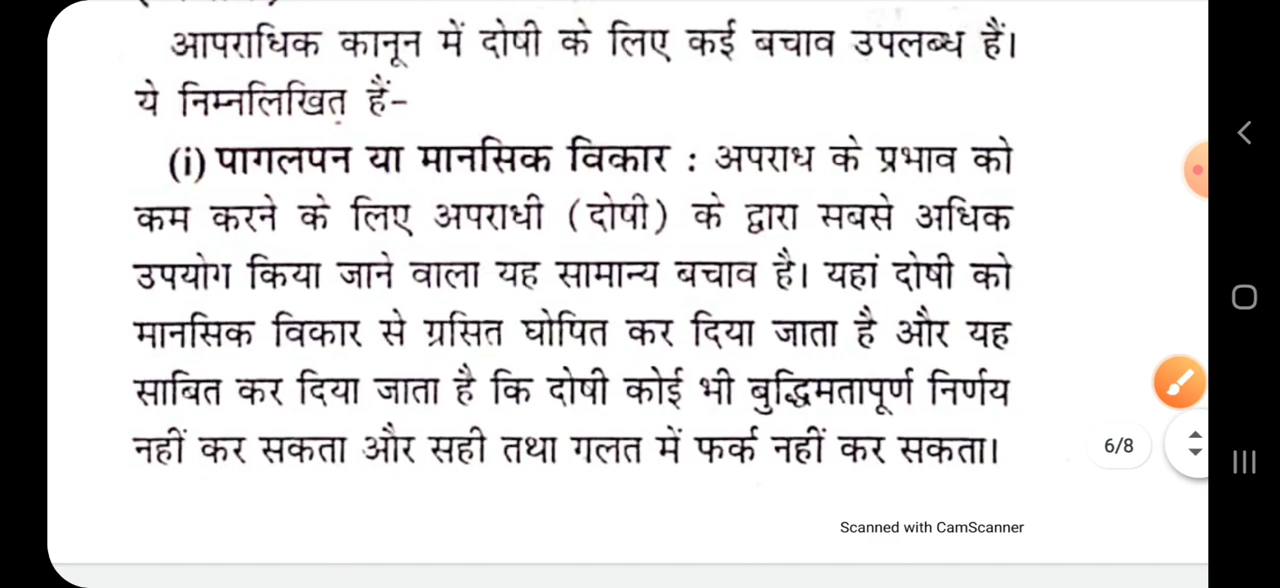 आपराधिक कानून में दोषी के लिए कई बचाव उपलब्ध हैं।
ये निम्नलिखित हैं-
(i) पागलपन या मानसिक विकार : अपराध के प्रभाव को
कम करने के लिए अपराधी (दोषी) के द्वारा सबसे अधिक
उपयोग किया जाने वाला यह सामान्य बचाव है। यहां दोषी को
मानसिक विकार से ग्रसित घोषित कर दिया जाता है और यह
साबित कर दिया जाता है कि दोषी कोई भी बुद्धिमतापूर्ण निर्णय
नहीं कर सकता और सही तथा गलत में फर्क नहीं कर सकता।
6/8
Scanned with CamScanner